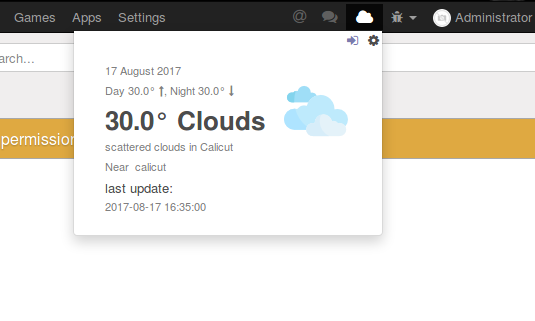 Games Apps Settings @ Administrator
arch...
17 August 2017
Day 30.0° ↑, Night 30.0° ↓
permission
30.0° Clouds
scattered clouds in Calicut
Near calicut
last update:
2017-08-17 16:35:00